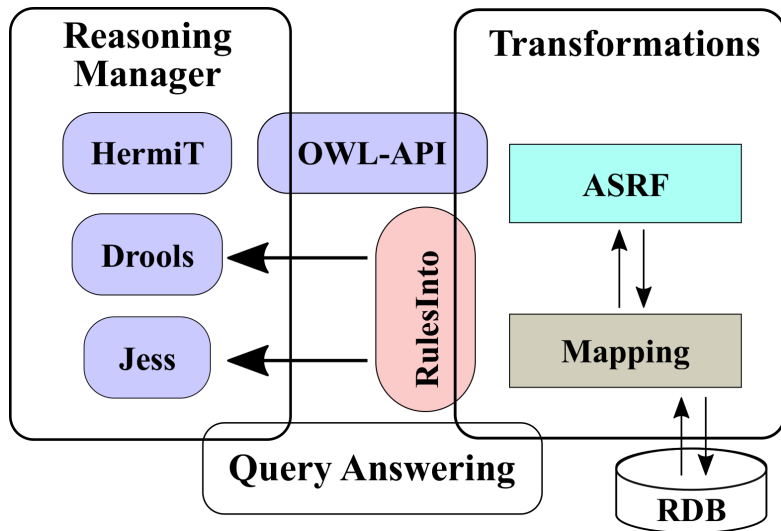 Reasoning
Manager
Transformations
HermiT
OWL-API
ASRF
Drools
RulesInto
Jess
Mapping
Query Answering
RDB